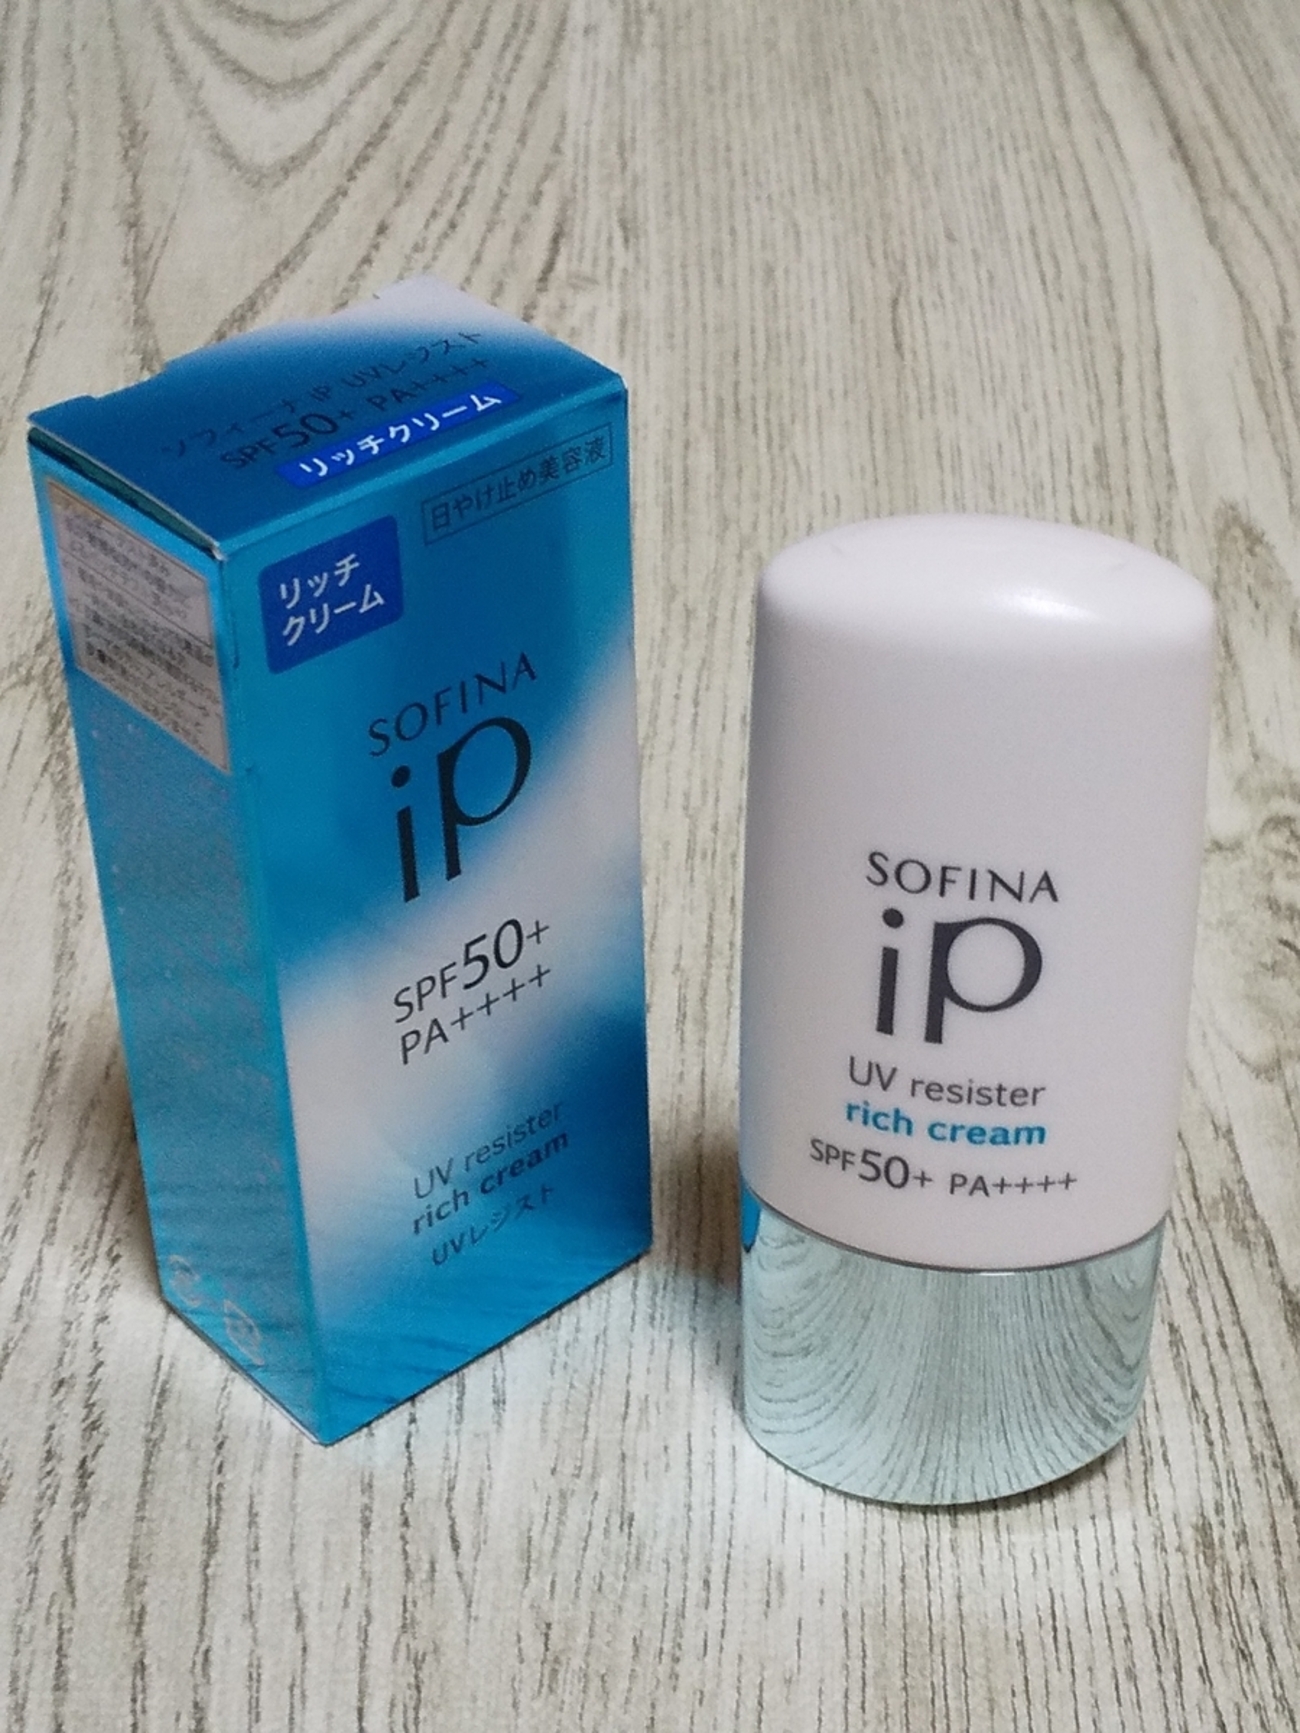 ソフィーナ iP UVレジスト
SPF50+ PA++++
リッチクリーム
日やけ止め美容液
リッチ
クリーム
SOFINA
iP
SPF50+
PA++++
UV resister
rich cream
UVレジスト
SOFINA
iP
UV resister
rich cream
SPF50+ PA++++